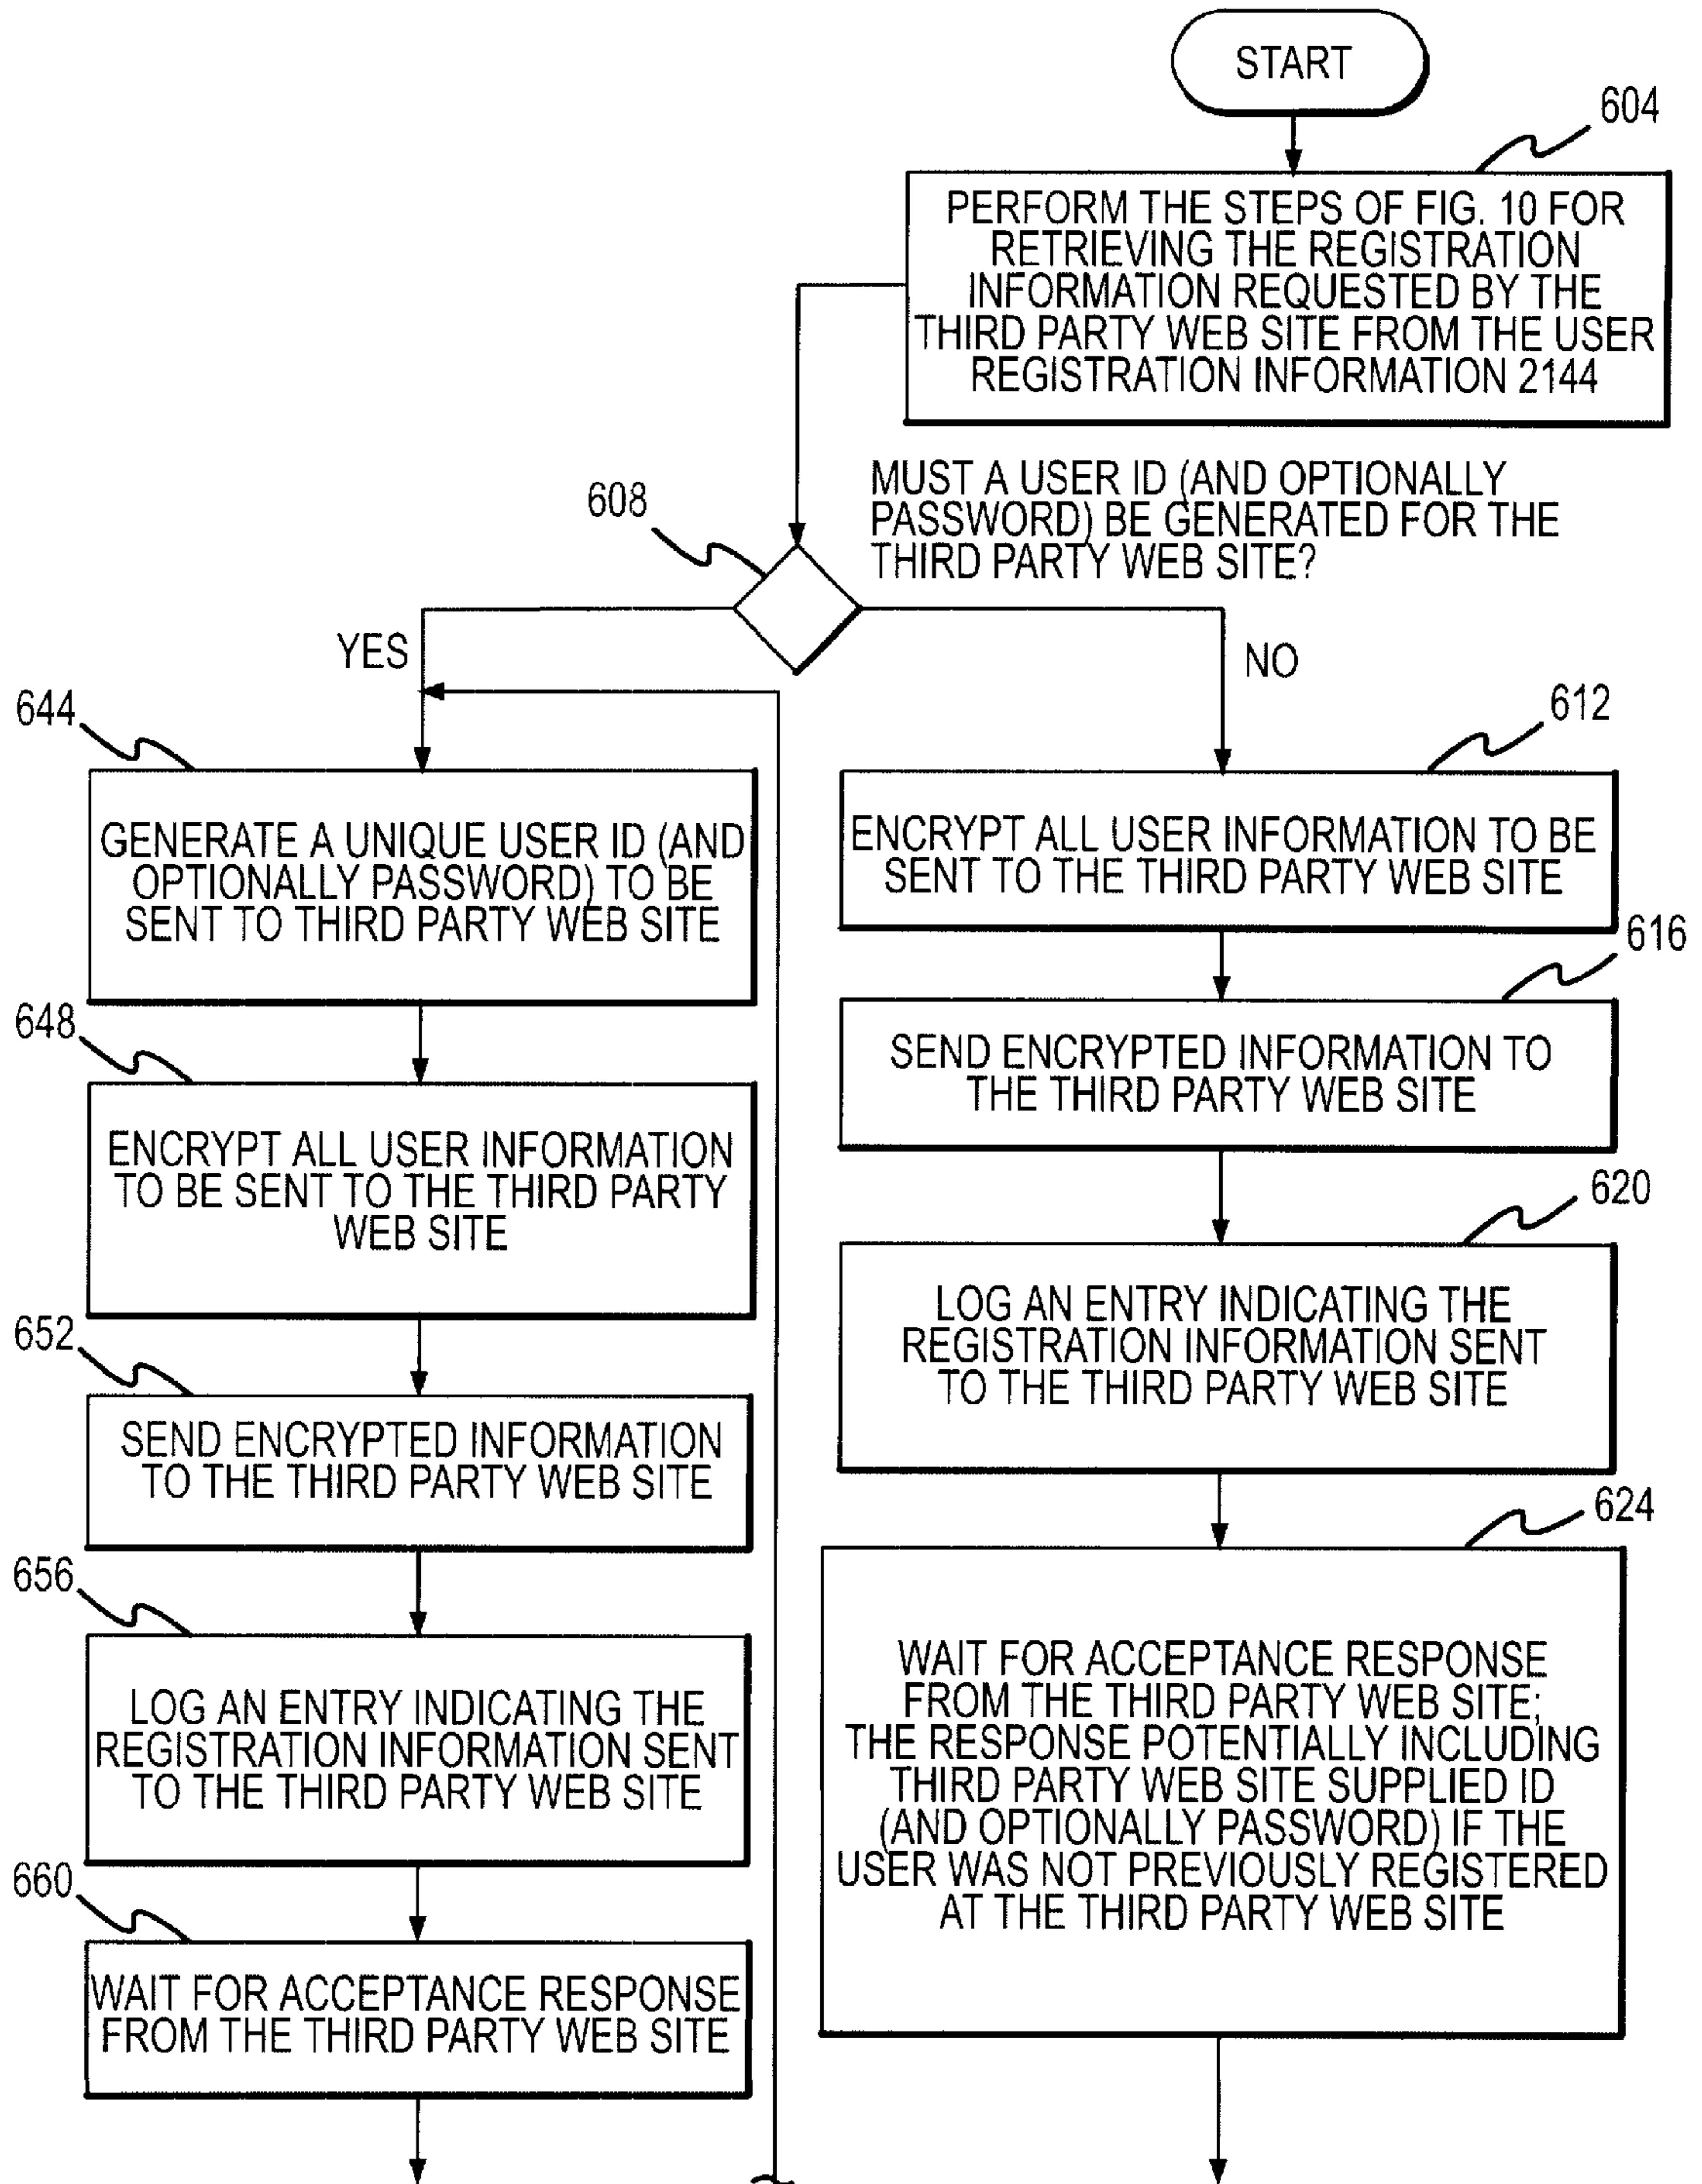 START
604
PERFORM THE STEPS OF FIG. 10 FOR
RETRIEVING THE REGISTRATION
INFORMATION REQUESTED BY THE
THIRD PARTY WEB SITE FROM THE USER
REGISTRATION INFORMATION 2144
608
MUST A USER ID (AND OPTIONALLY
PASSWORD) BE GENERATED FOR THE
THIRD PARTY WEB SITE?
YES
NO
644
GENERATE A UNIQUE USER ID (AND
OPTIONALLY PASSWORD) TO BE
SENT TO THIRD PARTY WEB SITE
648
ENCRYPT ALL USER INFORMATION
TO BE SENT TO THE THIRD PARTY
WEB SITE
652
SEND ENCRYPTED INFORMATION
TO THE THIRD PARTY WEB SITE
656
LOG AN ENTRY INDICATING THE
REGISTRATION INFORMATION SENT
TO THE THIRD PARTY WEB SITE
660
WAIT FOR ACCEPTANCE RESPONSE
FROM THE THIRD PARTY WEB SITE
612
ENCRYPT ALL USER INFORMATION TO BE
SENT TO THE THIRD PARTY WEB SITE
616
SEND ENCRYPTED INFORMATION TO
THE THIRD PARTY WEB SITE
620
LOG AN ENTRY INDICATING THE
REGISTRATION INFORMATION SENT
TO THE THIRD PARTY WEB SITE
624
WAIT FOR ACCEPTANCE RESPONSE
FROM THE THIRD PARTY WEB SITE;
THE RESPONSE POTENTIALLY INCLUDING
THIRD PARTY WEB SITE SUPPLIED ID
(AND OPTIONALLY PASSWORD) IF THE
USER WAS NOT PREVIOUSLY REGISTERED
AT THE THIRD PARTY WEB SITE